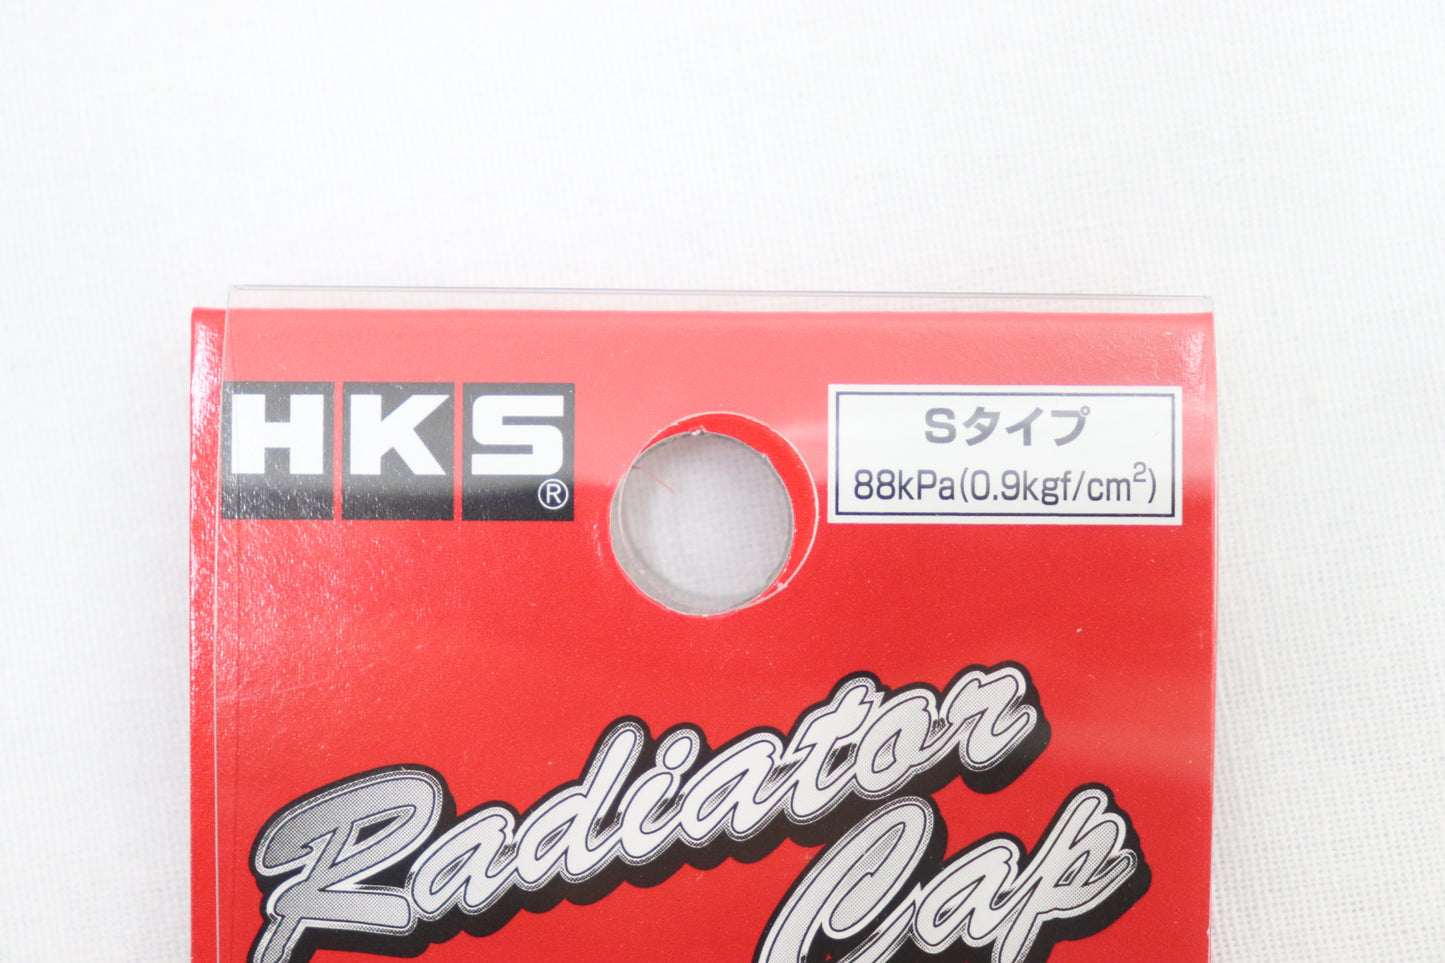 HKS®
Sタイプ
88kPa(0.9kgf/cm²)
Radiator
Cap